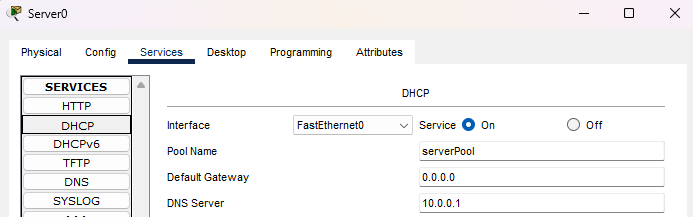 Server0
Physical Config Services Desktop Programming Attributes
SERVICES
HTTP
DHCP
DHCPv6
TFTP
DNS
SYSLOG
DHCP
Interface FastEthernet0 Service On Off
Pool Name serverPool
Default Gateway 0.0.0.0
DNS Server 10.0.0.1